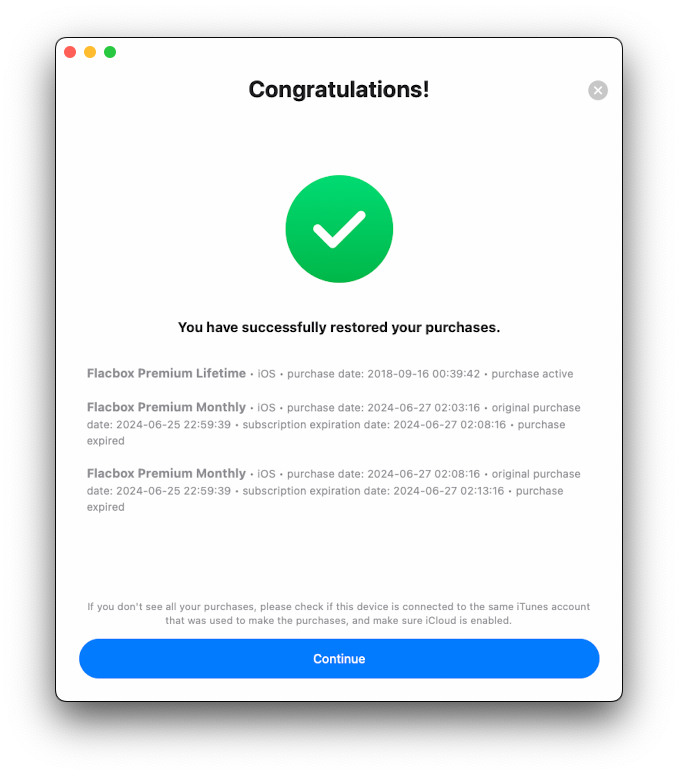 Congratulations!
You have successfully restored your purchases.
Flacbox Premium Lifetime • iOS • purchase date: 2018-09-16 00:39:42 • purchase active
Flacbox Premium Monthly • iOS • purchase date: 2024-06-27 02:03:16 • original purchase
date: 2024-06-25 22:59:39 • subscription expiration date: 2024-06-27 02:08:16 • purchase
expired
Flacbox Premium Monthly • iOS • purchase date: 2024-06-27 02:08:16 • original purchase
date: 2024-06-25 22:59:39 • subscription expiration date: 2024-06-27 02:13:16 • purchase
expired
If you don't see all your purchases, please check if this device is connected to the same iTunes account
that was used to make the purchases, and make sure iCloud is enabled.
Continue